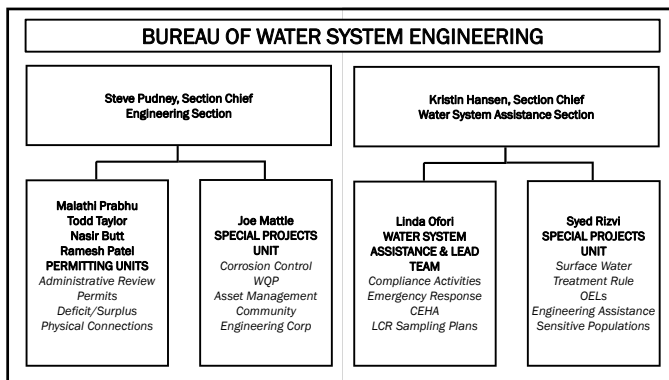 BUREAU OF WATER SYSTEM ENGINEERING
Steve Pudney, Section Chief
Engineering Section
Kristin Hansen, Section Chief
Water System Assistance Section
Malathi Prabhu
Todd Taylor
Nasir Butt
Ramesh Patel
PERMITTING UNITS
Administrative Review
Permits
Deficit/Surplus
Physical Connections
Joe Mattle
SPECIAL PROJECTS
UNIT
Corrosion Control
WQP
Asset Management
Community
Engineering Corp
Linda Ofori
WATER SYSTEM
ASSISTANCE & LEAD
TEAM
Compliance Activities
Emergency Response
CEHA
LCR Sampling Plans
Syed Rizvi
SPECIAL PROJECTS
UNIT
Surface Water
Treatment Rule
OELs
Engineering Assistance
Sensitive Populations